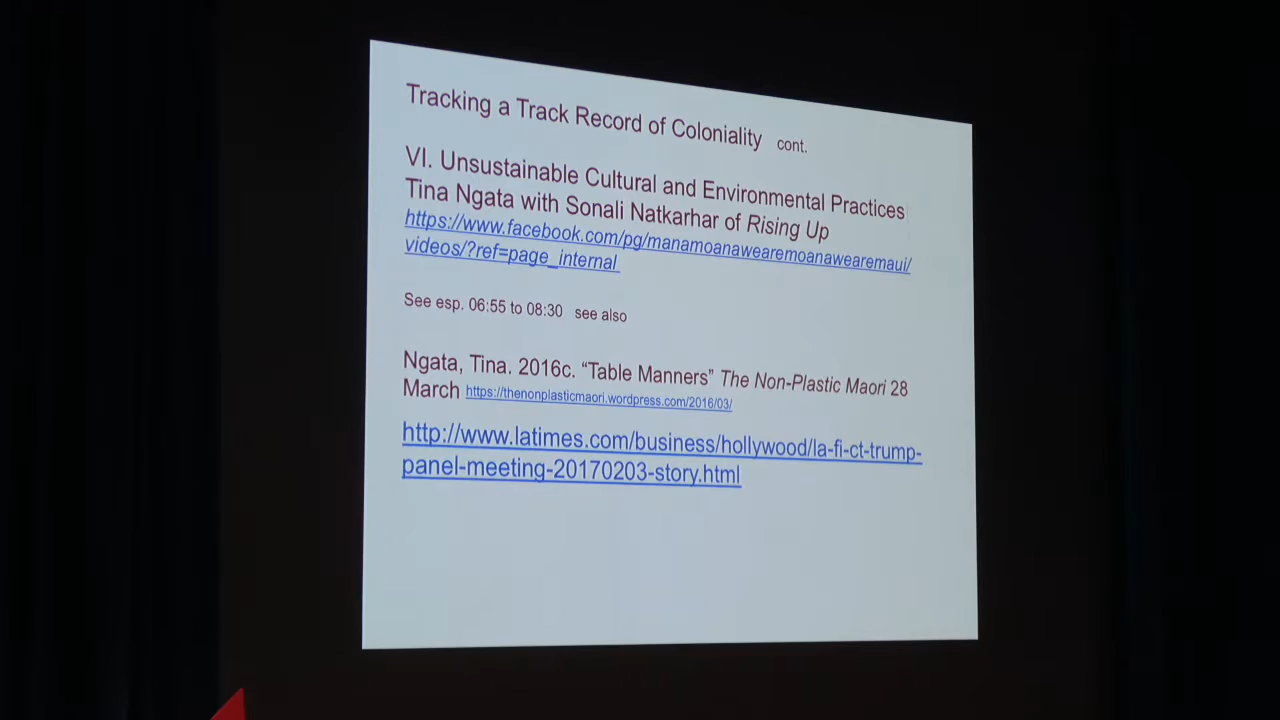 Tracking a Track Record of Coloniality cont.
VI. Unsustainable Cultural and Environmental Practices
Tina Ngata with Sonali Natkarhar of Rising Up
https://www.facebook.com/pg/manamoanawearemoanawearemaui/
videos/?ref=page_internal
See esp. 06:55 to 08:30 see also
Ngata, Tina. 2016c. “Table Manners” The Non-Plastic Maori 28
March https://thenonplasticmaori.wordpress.com/2016/03/
http://www.latimes.com/business/hollywood/la-fi-ct-trump-
panel-meeting-20170203-story.html